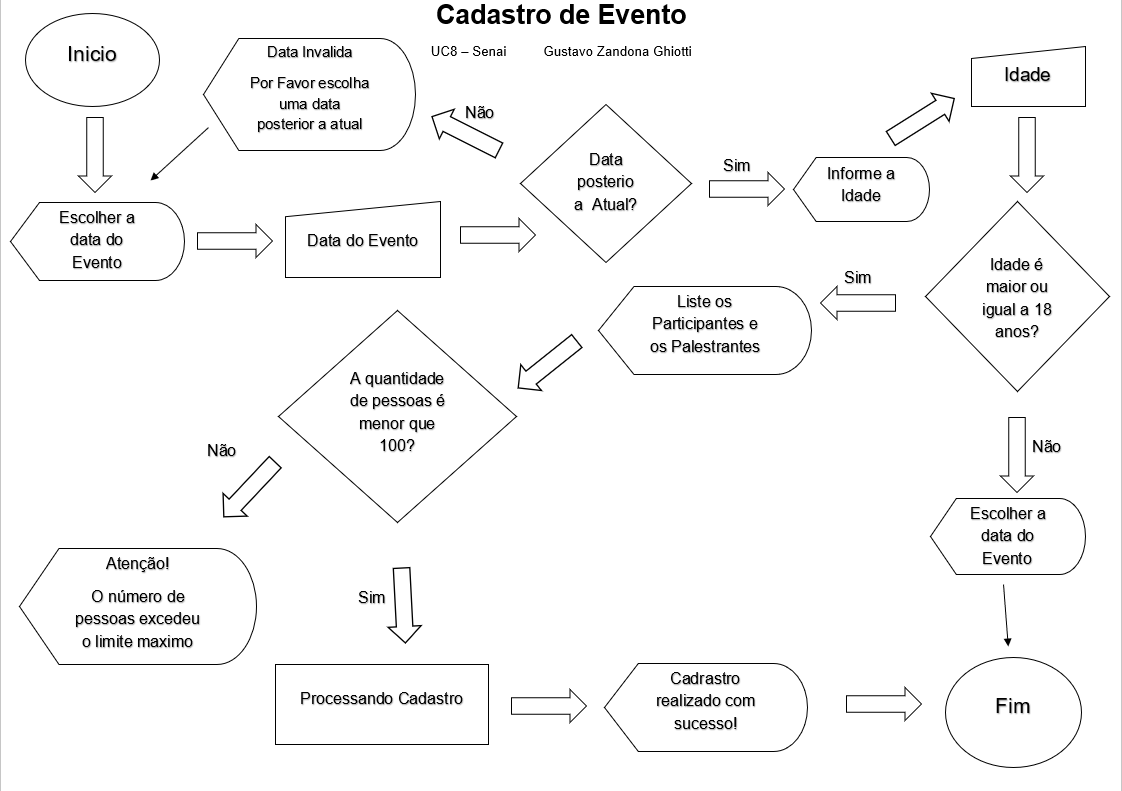 Cadastro de Evento
UC8 – Senai
Gustavo Zandona Ghiotti
Inicio
Data Invalida
Por Favor escolha
uma data
posterior a atual
Não
Data
posterio
a Atual?
Sim
Informe a
Idade
Idade
Escolher a
data do
Evento
Data do Evento
Idade é
maior ou
igual a 18
anos?
Sim
Liste os
Participantes e
os Palestrantes
A quantidade
de pessoas é
menor que
100?
Não
Não
Escolher a
data do
Evento
Atenção!
O número de
pessoas excedeu
o limite maximo
Sim
Processando Cadastro
Cadrastro
realizado com
sucesso!
Fim